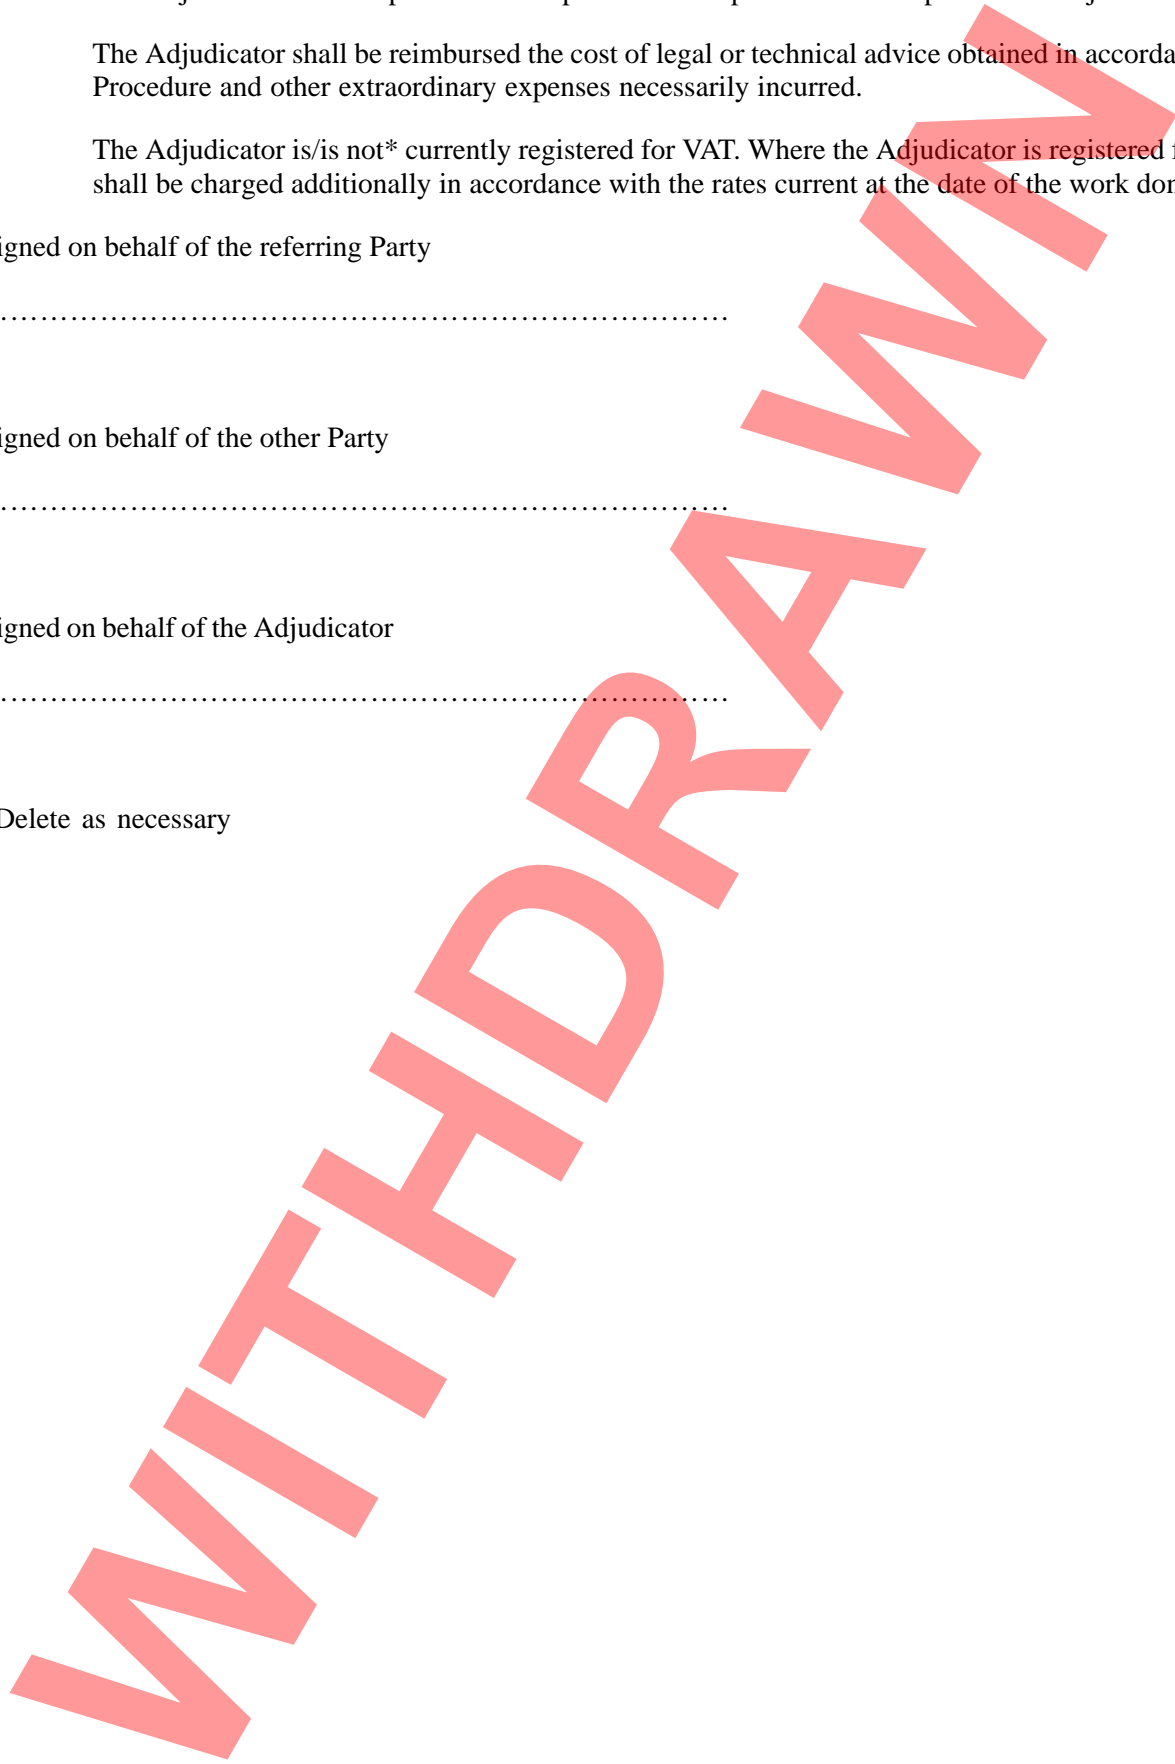 The Adjudicator shall be reimbursed the cost of legal or technical advice obtained in accorda
Procedure and other extraordinary expenses necessarily incurred.
The Adjudicator is/is not* currently registered for VAT. Where the Adjudicator is registered f
shall be charged additionally in accordance with the rates current at the date of the work don
igned on behalf of the referring Party
………………………………………………………………
igned on behalf of the other Party
………………………………………………………………
igned on behalf of the Adjudicator
………………………………………………………………
Delete as necessary
WITHDRAWN